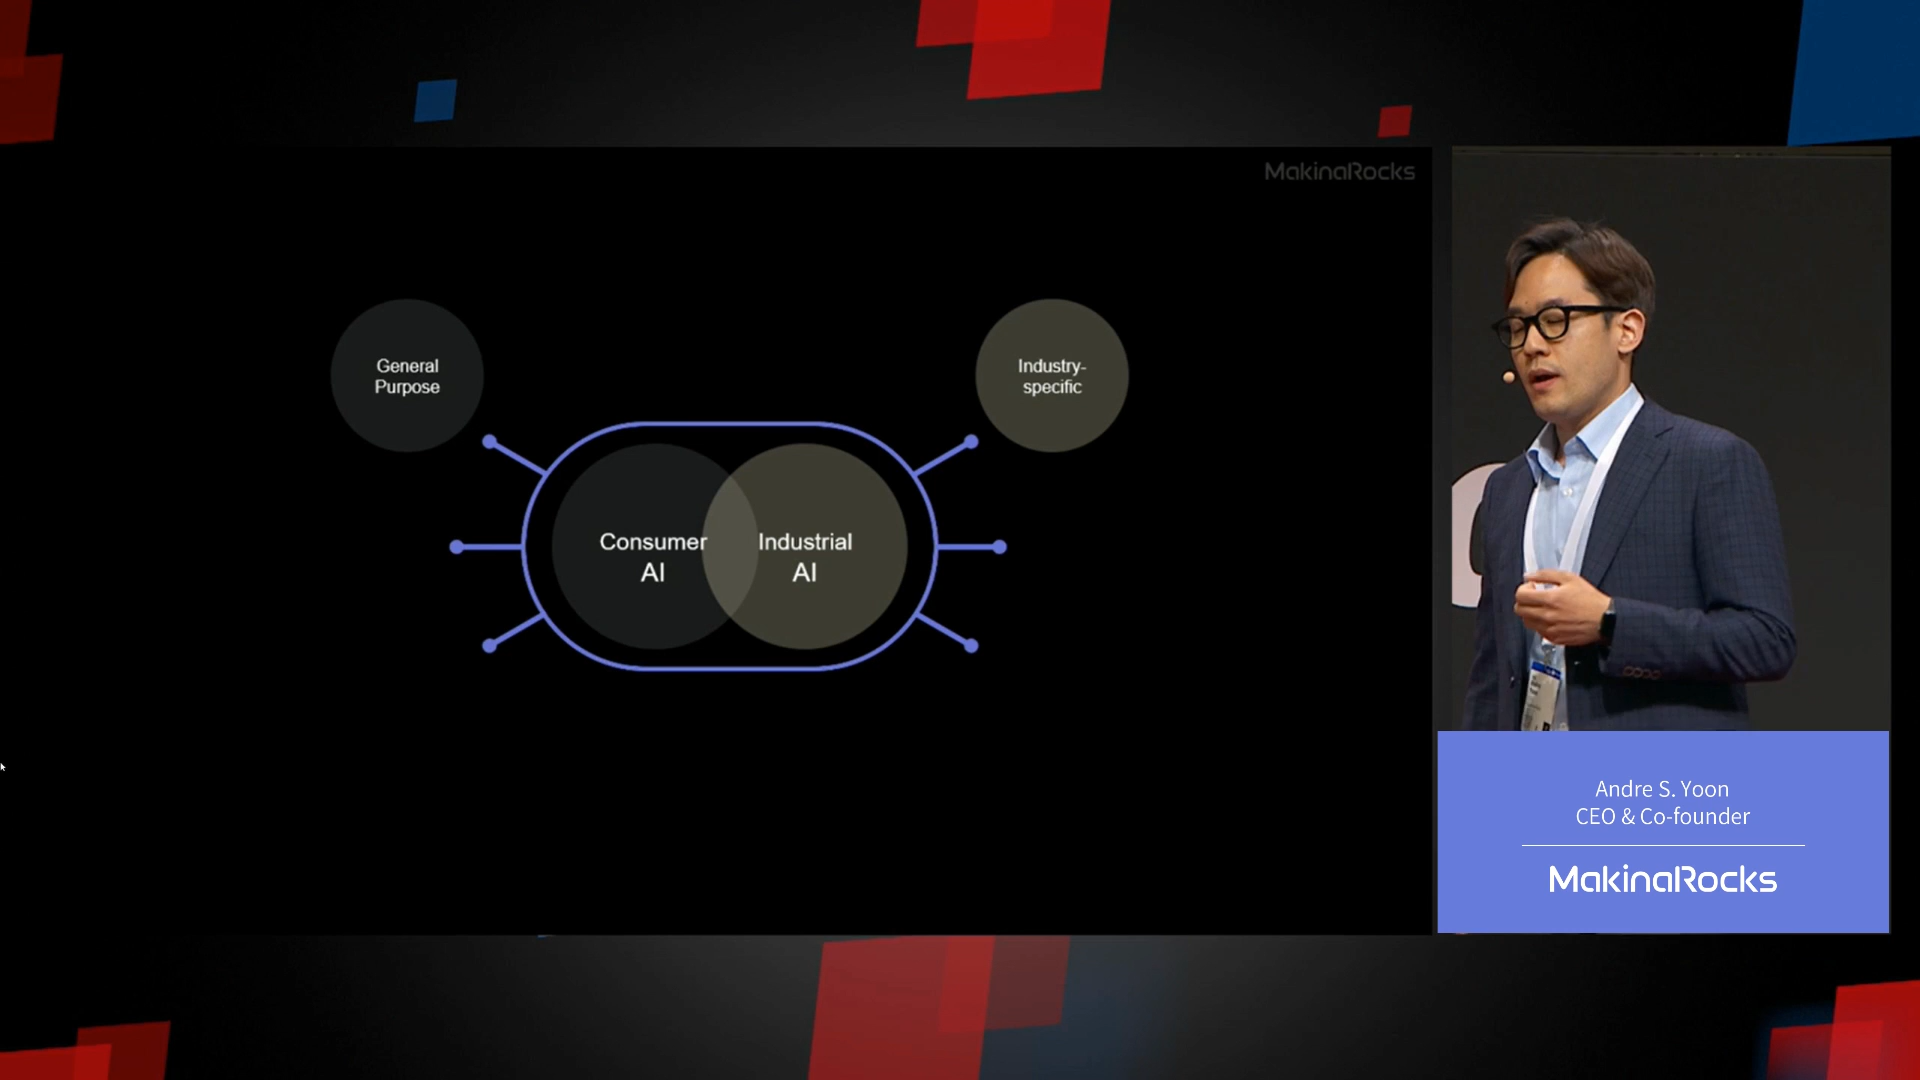 MakinaRocks
General
Purpose
Industry-
specific
Consumer
AI
Industrial
AI
Andre S. Yoon
CEO & Co-founder
MakinaRocks